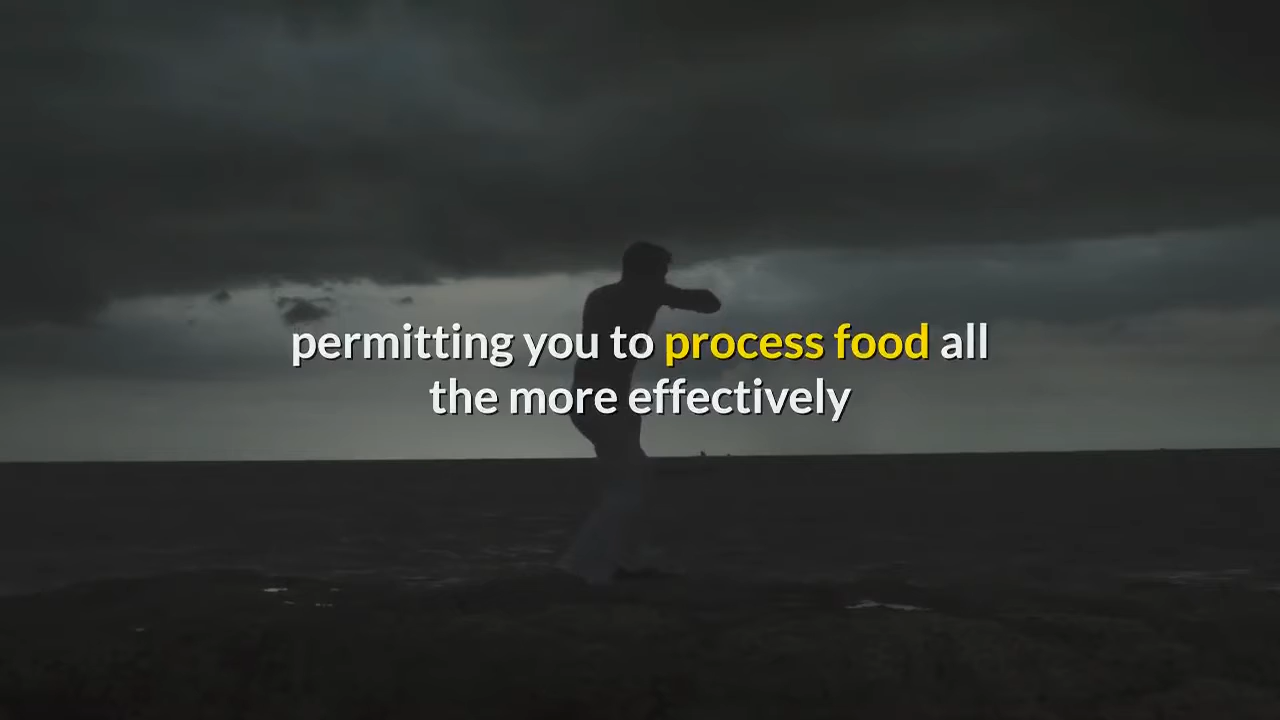 permitting you to process food all
the more effectively